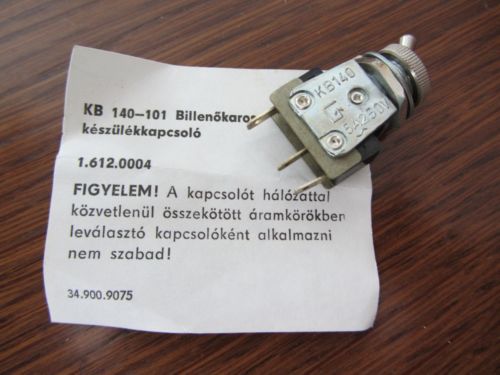 KB 140-101 Billenőkaros
készülékkapcsoló
1.612.0004
FIGYELEM! A kapcsolót hálózattal
közvetlenül összekötött áramkörökben
leválasztó kapcsolóként alkalmazni
nem szabad!
34.900.9075
KB140
6A250V